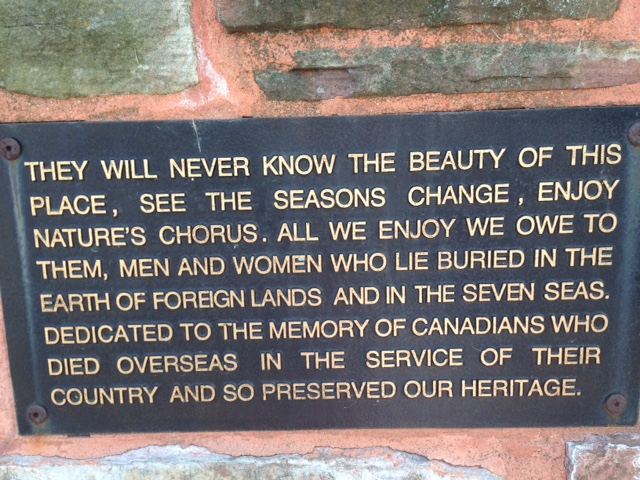 THEY WILL NEVER KNOW THE BEAUTY OF THIS
PLACE, SEE THE SEASONS CHANGE, ENJOY
NATURE'S CHORUS. ALL WE ENJOY WE OWE TO
THEM, MEN AND WOMEN WHO LIE BURIED IN THE
EARTH OF FOREIGN LANDS AND IN THE SEVEN SEAS.
DEDICATED TO THE MEMORY OF CANADIANS WHO
DIED OVERSEAS IN THE SERVICE OF THEIR
COUNTRY AND SO PRESERVED OUR HERITAGE.